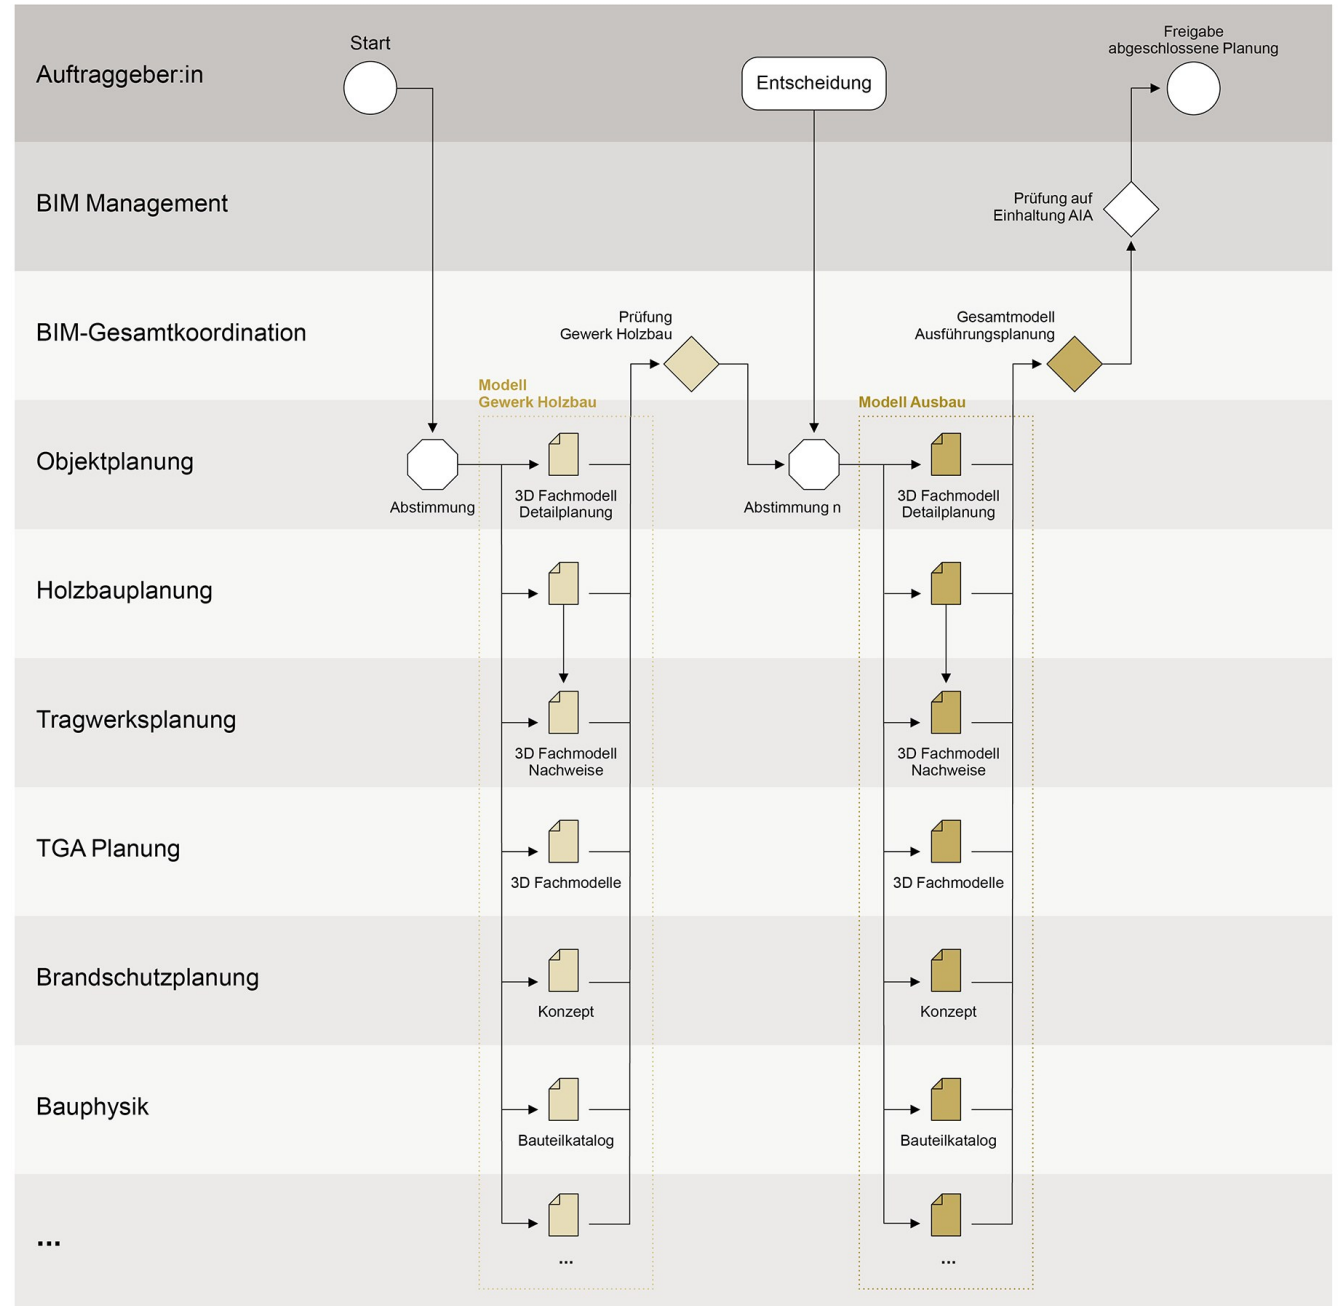 Auftraggeber:in
Start
Entscheidung
Freigabe
abgeschlossene Planung
BIM Management
Prüfung auf
Einhaltung AIA
BIM-Gesamtkoordination
Prüfung
Gewerk Holzbau
Gesamtmodell
Ausführungsplanung
Modell
Gewerk Holzbau
Modell Ausbau
Objektplanung
Abstimmung
3D Fachmodell
Detailplanung
Abstimmung n
3D Fachmodell
Detailplanung
Holzbauplanung
Tragwerksplanung
3D Fachmodell
Nachweise
3D Fachmodell
Nachweise
TGA Planung
3D Fachmodelle
3D Fachmodelle
Brandschutzplanung
Konzept
Konzept
Bauphysik
Bauteilkatalog
Bauteilkatalog
...
...
...